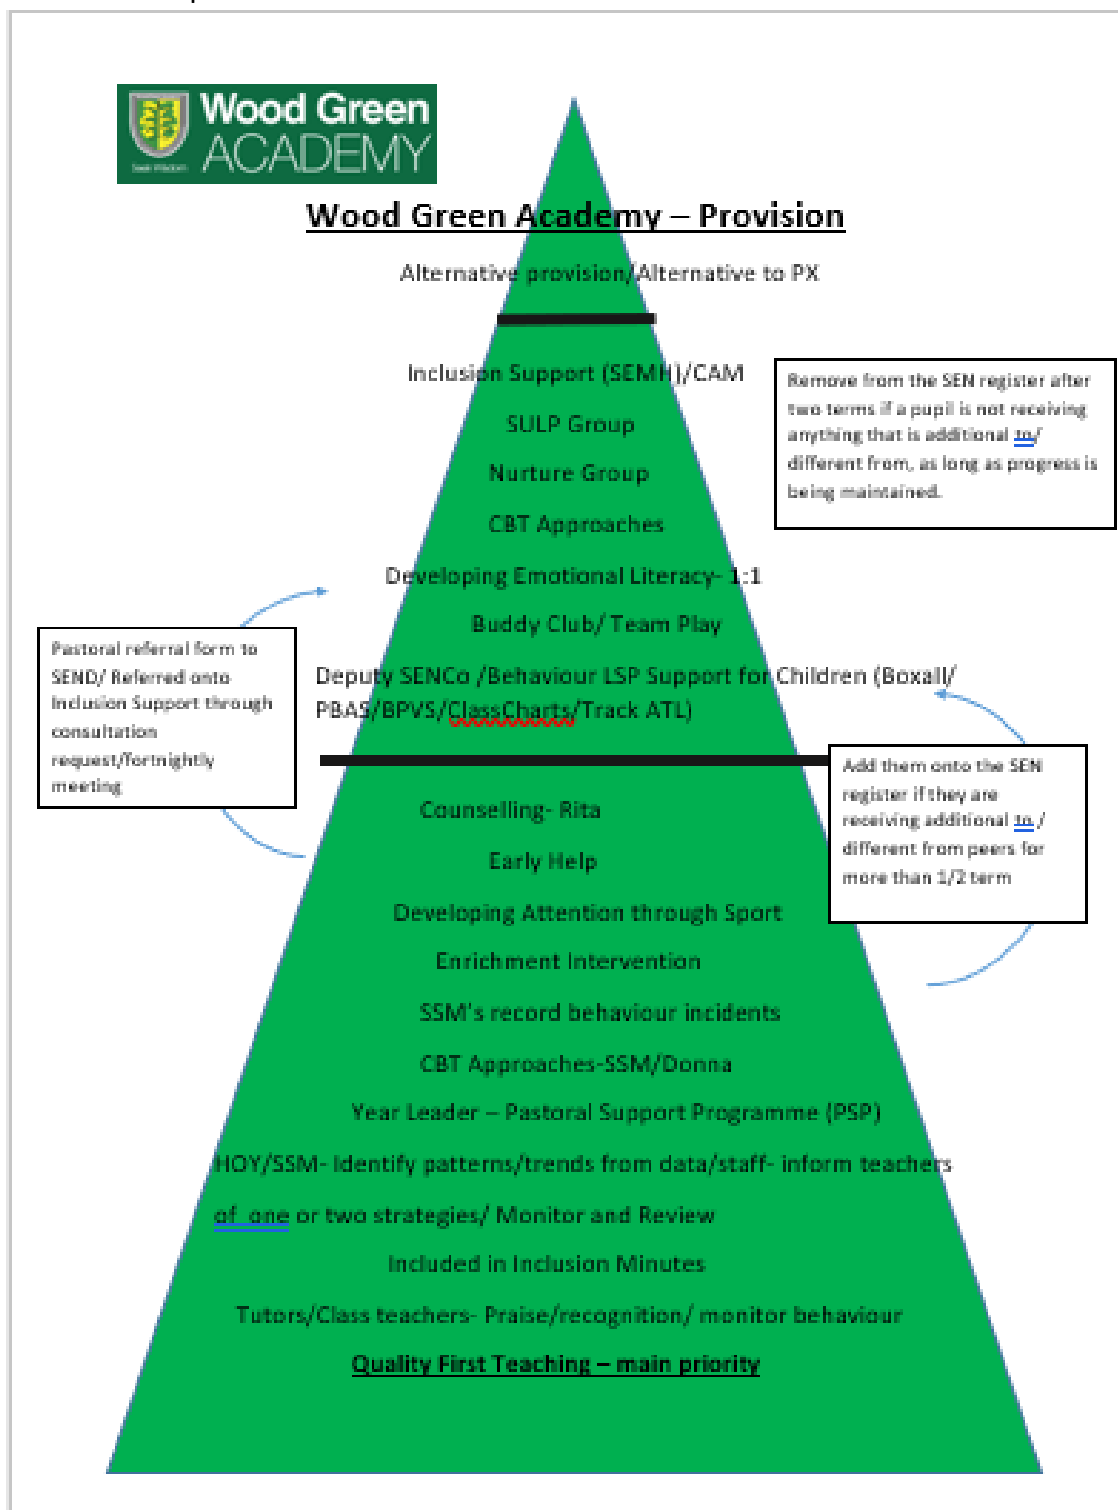 Wood Green
ACADEMY
Seek Wisdom
Wood Green Academy – Provision
Alternative provision/Alternative to PX
Inclusion Support (SEMH)/CAM
SULP Group
Nurture Group
CBT Approaches
Developing Emotional Literacy- 1:1
Buddy Club/ Team Play
Deputy SENCo /Behaviour LSP Support for Children (Boxall/
PBAS/BPVS/ClassCharts/Track ATL)
Remove from the SEN register after
two terms if a pupil is not receiving
anything that is additional to/
different from, as long as progress is
being maintained.
Pastoral referral form to
SEND/ Referred onto
Inclusion Support through
consultation
request/fortnightly
meeting
Add them onto the SEN
register if they are
receiving additional to /
different from peers for
more than 1/2 term
Counselling- Rita
Early Help
Developing Attention through Sport
Enrichment Intervention
SSM's record behaviour incidents
CBT Approaches-SSM/Donna
Year Leader – Pastoral Support Programme (PSP)
HOY/SSM- Identify patterns/trends from data/staff- inform teachers
of one or two strategies/ Monitor and Review
Included in Inclusion Minutes
Tutors/Class teachers- Praise/recognition/ monitor behaviour
Quality First Teaching – main priority